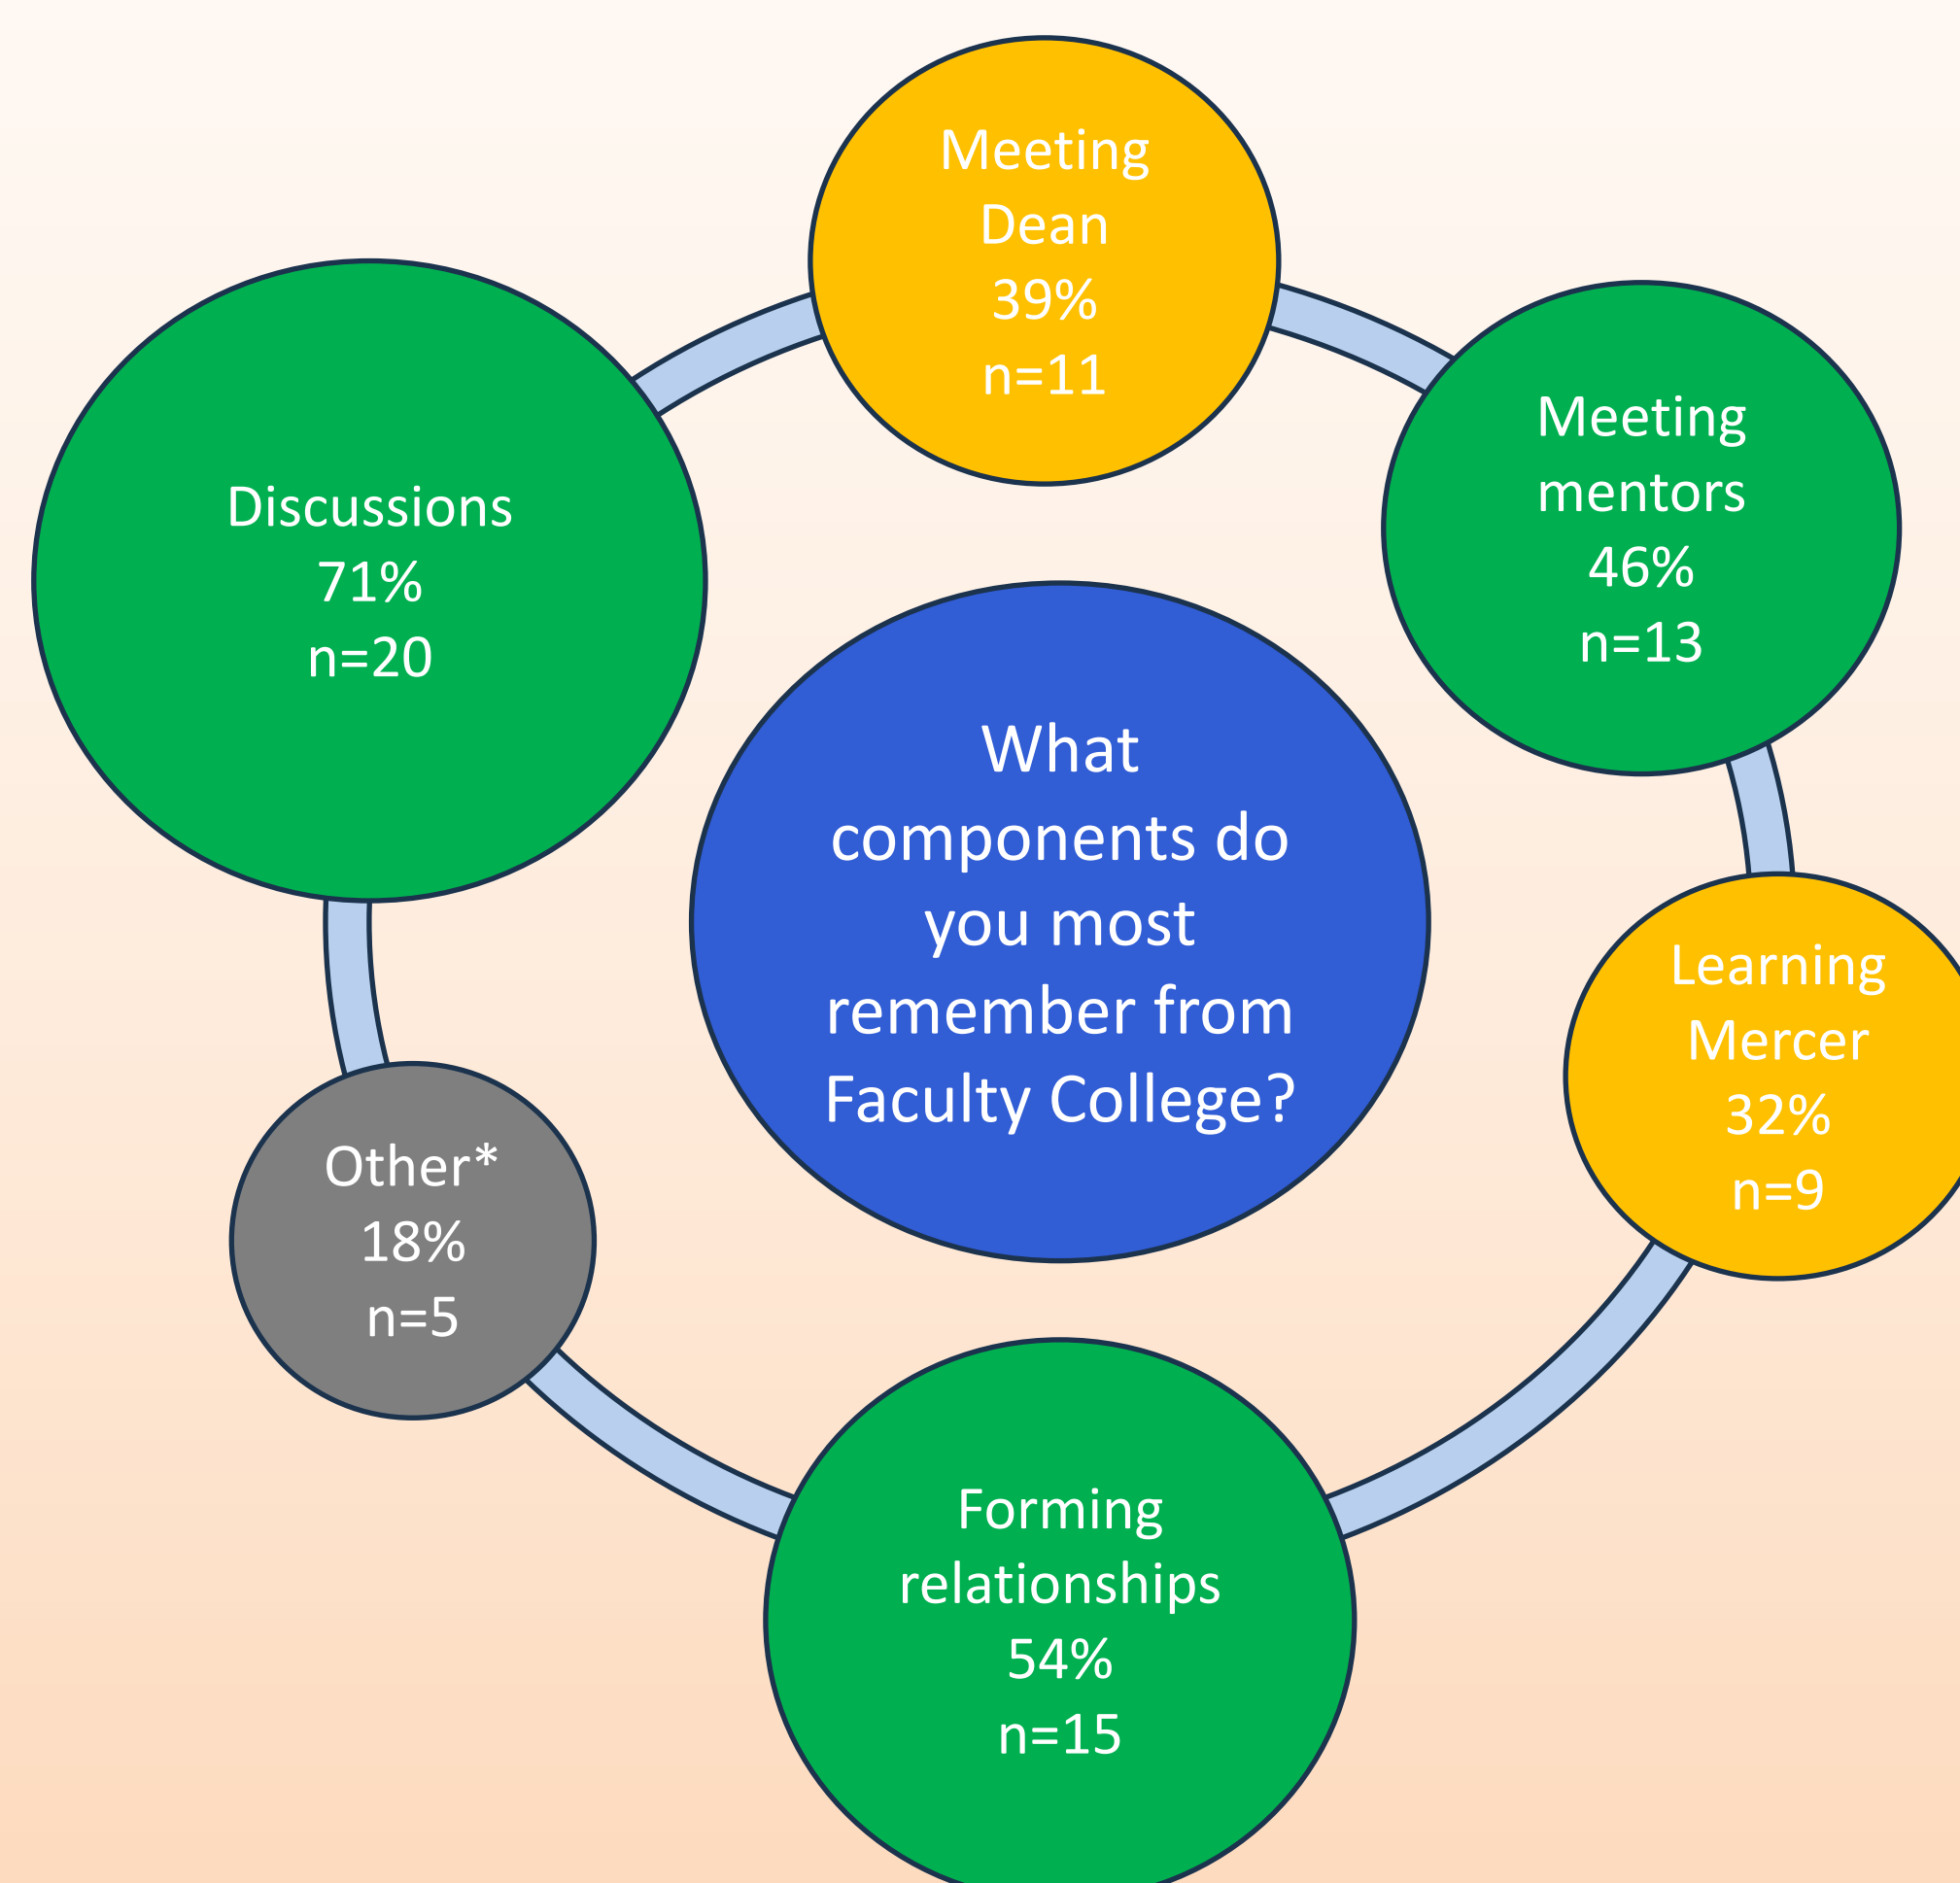 Meeting
Dean
39%
n=11
Meeting
mentors
46%
n=13
Discussions
71%
n=20
What
components do
you most
remember from
Faculty College?
Learning
Mercer
32%
n=9
Other*
18%
n=5
Forming
relationships
54%
n=15